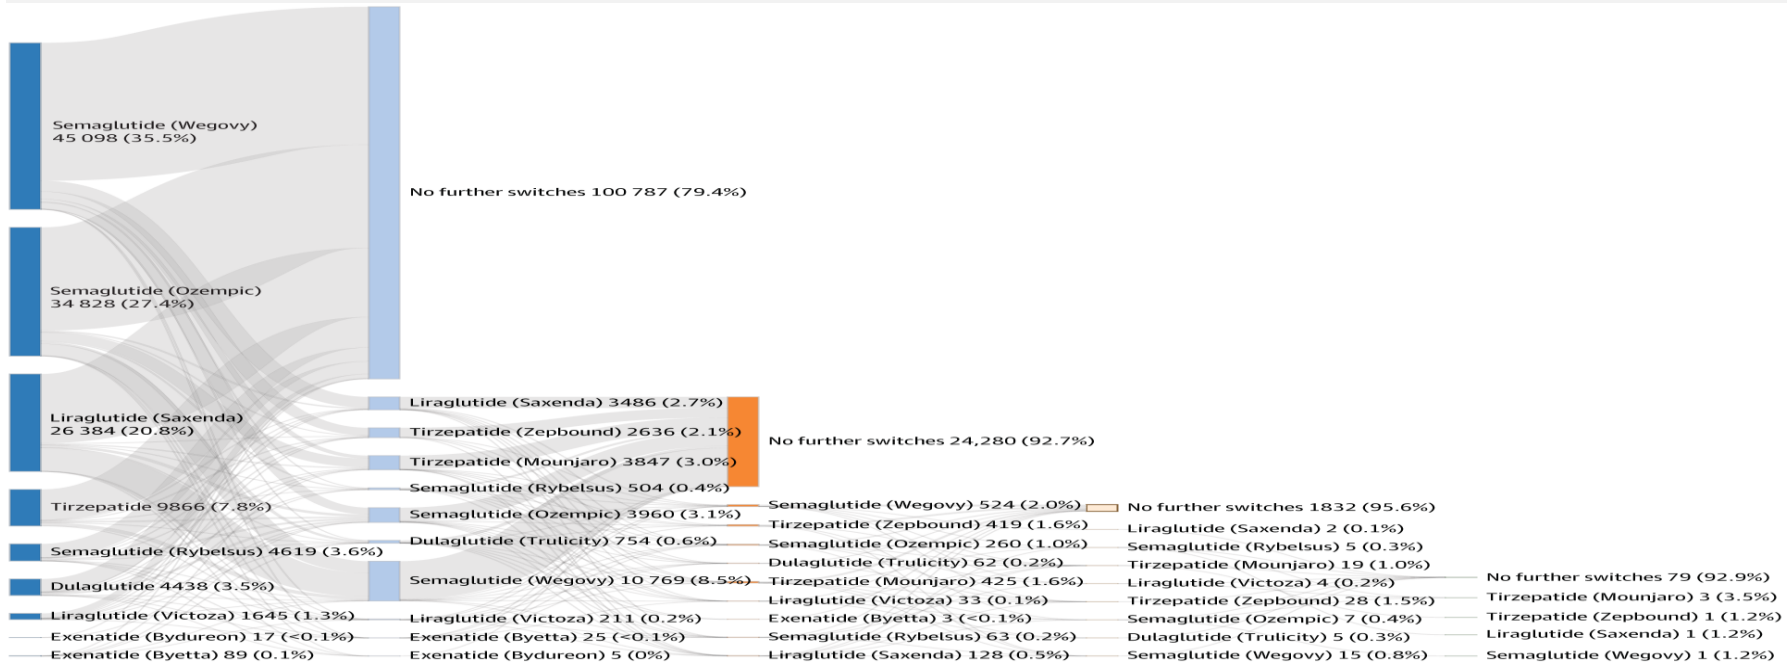 Semaglutide (Wegovy)
45 098 (35.5%)
Semaglutide (Ozempic)
34 828 (27.4%)
Liraglutide (Saxenda)
26 384 (20.8%)
Tirzepatide 9866 (7.8%)
Semaglutide (Rybelsus) 4619 (3.6%)
Dulaglutide 4438 (3.5%)
Liraglutide (Victoza) 1645 (1.3%)
Exenatide (Bydureon) 17 (<0.1%)
Exenatide (Byetta) 89 (0.1%)
No further switches 100 787 (79.4%)
Liraglutide (Saxenda) 3486 (2.7%)
Tirzepatide (Zepbound) 2636 (2.1%)
Tirzepatide (Mounjaro) 3847 (3.0%)
Semaglutide (Rybelsus) 504 (0.4%)
Semaglutide (Ozempic) 3960 (3.1%)
Dulaglutide (Trulicity) 754 (0.6%)
Semaglutide (Wegovy) 10 769 (8.5%)
Liraglutide (Victoza) 211 (0.2%)
Exenatide (Byetta) 25 (<0.1%)
Exenatide (Bydureon) 5 (0%)
No further switches 24,280 (92.7%)
Semaglutide (Wegovy) 524 (2.0%)
Tirzepatide (Zepbound) 419 (1.6%)
Semaglutide (Ozempic) 260 (1.0%)
Dulaglutide (Trulicity) 62 (0.2%)
Tirzepatide (Mounjaro) 425 (1.6%)
Liraglutide (Victoza) 33 (0.1%)
Exenatide (Byetta) 3 (<0.1%)
Semaglutide (Rybelsus) 63 (0.2%)
Liraglutide (Saxenda) 128 (0.5%)
No further switches 1832 (95.6%)
Liraglutide (Saxenda) 2 (0.1%)
Semaglutide (Rybelsus) 5 (0.3%)
Tirzepatide (Mounjaro) 19 (1.0%)
Liraglutide (Victoza) 4 (0.2%)
Tirzepatide (Zepbound) 28 (1.5%)
Semaglutide (Ozempic) 7 (0.4%)
Dulaglutide (Trulicity) 5 (0.3%)
Semaglutide (Wegovy) 15 (0.8%)
No further switches 79 (92.9%)
Tirzepatide (Mounjaro) 3 (3.5%)
Tirzepatide (Zepbound) 1 (1.2%)
Liraglutide (Saxenda) 1 (1.2%)
Semaglutide (Wegovy) 1 (1.2%)